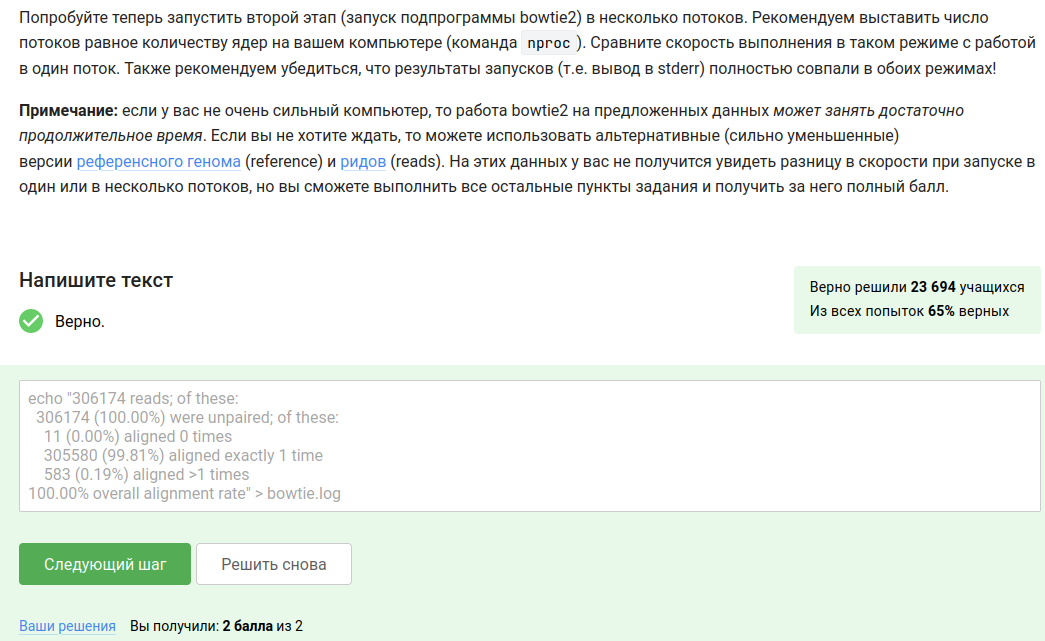 Попробуйте теперь запустить второй этап (запуск подпрограммы bowtie2) в несколько потоков. Рекомендуем выставить число
потоков равное количеству ядер на вашем компьютере (команда nproc ). Сравните скорость выполнения в таком режиме с работой
в один поток. Также рекомендуем убедиться, что результаты запусков (т.е. вывод в stderr) полностью совпали в обоих режимах!
Примечание: если у вас не очень сильный компьютер, то работа bowtie2 на предложенных данных может занять достаточно
продолжительное время. Если вы не хотите ждать, то можете использовать альтернативные (сильно уменьшенные)
версии референсного генома (reference) и ридов (reads). На этих данных у вас не получится увидеть разницу в скорости при запуске в
один или в несколько потоков, но вы сможете выполнить все остальные пункты задания и получить за него полный балл.
Напишите текст
Верно.
Верно решили 23 694 учащихся
Из всех попыток 65% верных
echo "306174 reads; of these:
306174 (100.00%) were unpaired; of these:
11 (0.00%) aligned 0 times
305580 (99.81%) aligned exactly 1 time
583 (0.19%) aligned >1 times
100.00% overall alignment rate" > bowtie.log
Следующий шаг
Решить снова
Ваши решения Вы получили: 2 балла из 2